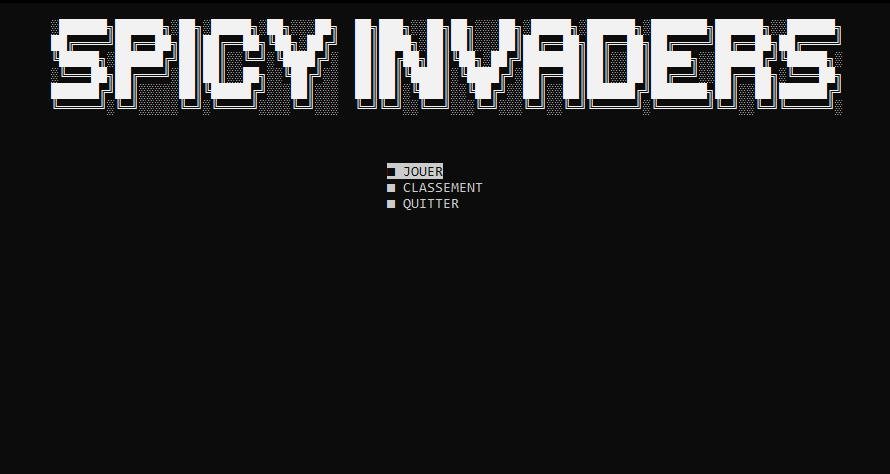 SPICY INVADERS
■ JOUER
■ CLASSEMENT
■ QUITTER